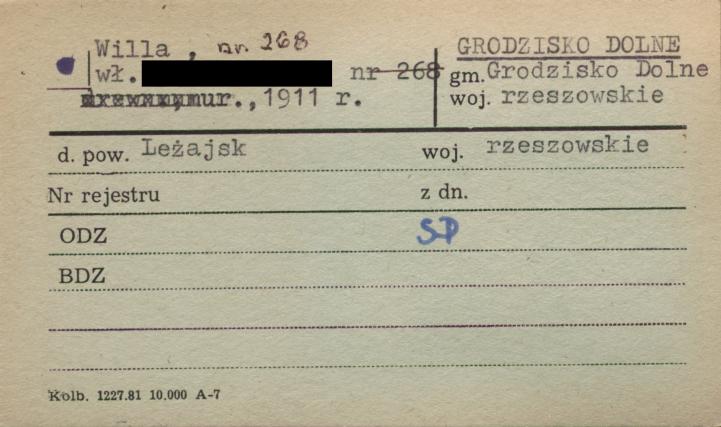 Willa , nr. 268
wł. nr 268
mur., 1911 r.
GRODZISKO DOLNE
gm. Grodzisko Dolne
woj. rzeszowskie
d. pow. Leżajsk woj. rzeszowskie
Nr rejestru z dn.
ODZ SP
BDZ
Kolb. 1227.81 10.000 A-7